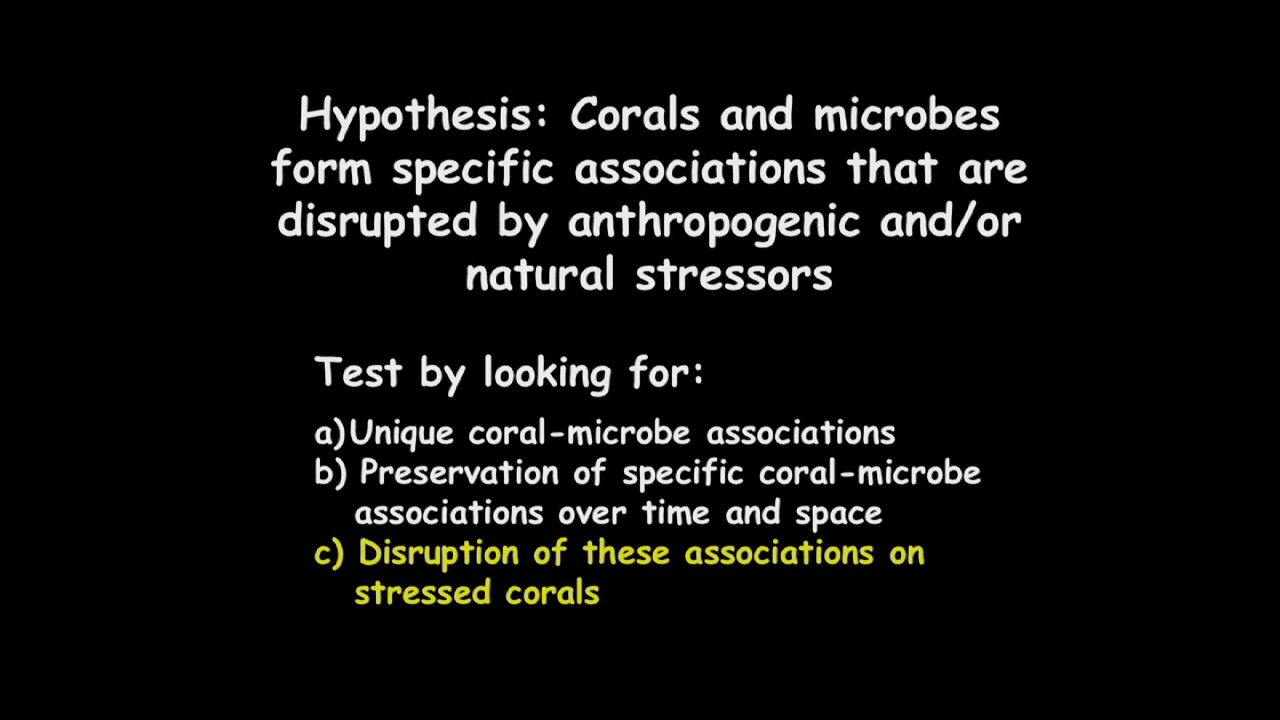 Hypothesis: Corals and microbes
form specific associations that are
disrupted by anthropogenic and/or
natural stressors
Test by looking for:
a)Unique coral-microbe associations
b) Preservation of specific coral-microbe
associations over time and space
c) Disruption of these associations on
stressed corals